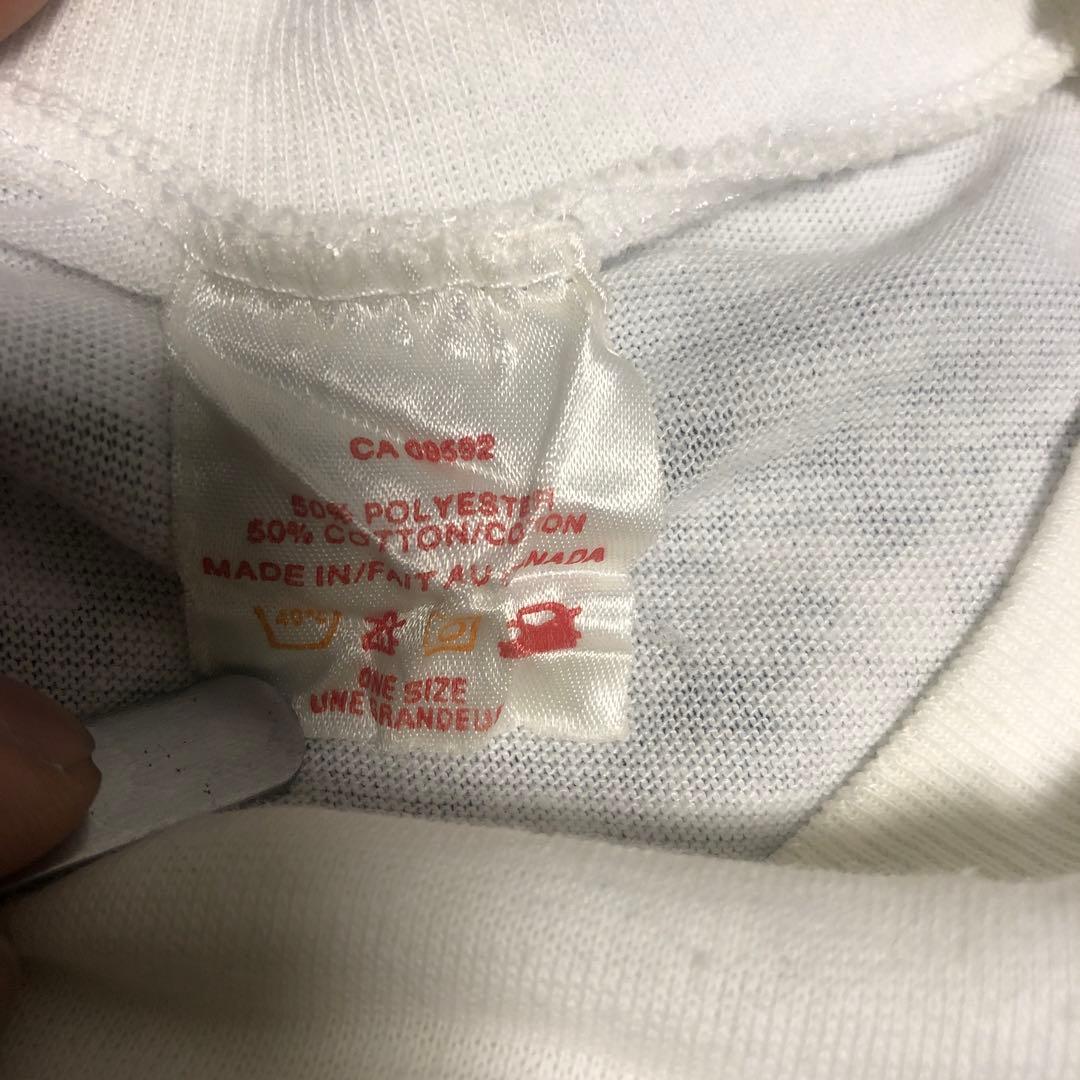 CA 09592
50% POLYESTER
50% COTTON/COTON
MADE IN/FAIT AU CANADA
40°C
ONE SIZE
UNE GRANDEUR